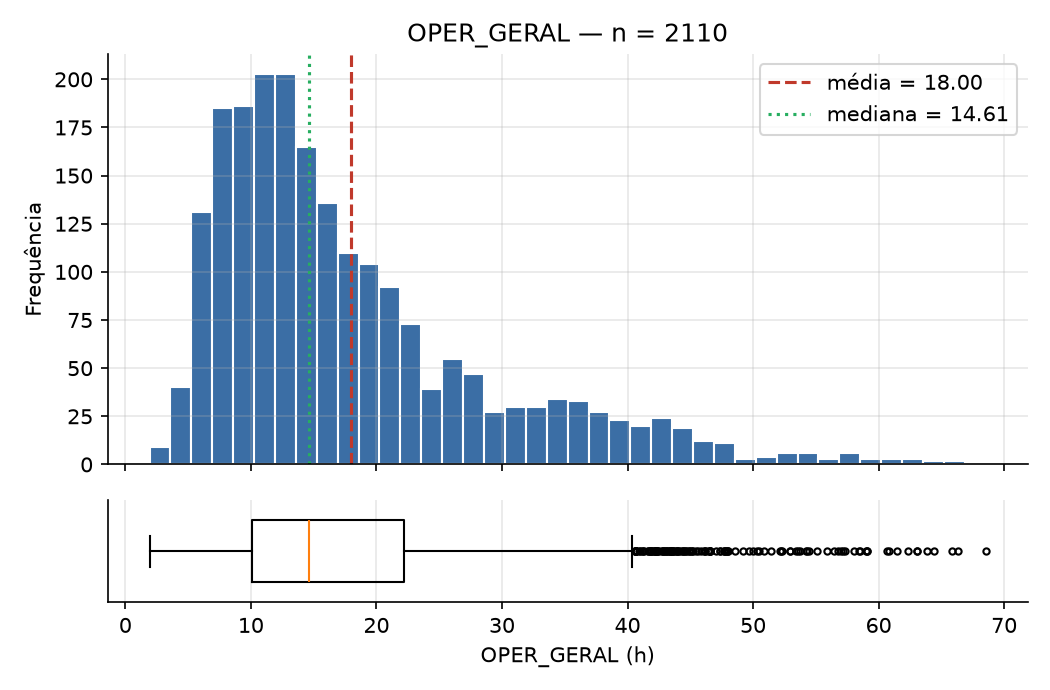 OPER_GERAL — n = 2110
média = 18.00
mediana = 14.61
Frequência
200
175
150
125
100
75
50
25
0
0 10 20 30 40 50 60 70
OPER_GERAL (h)